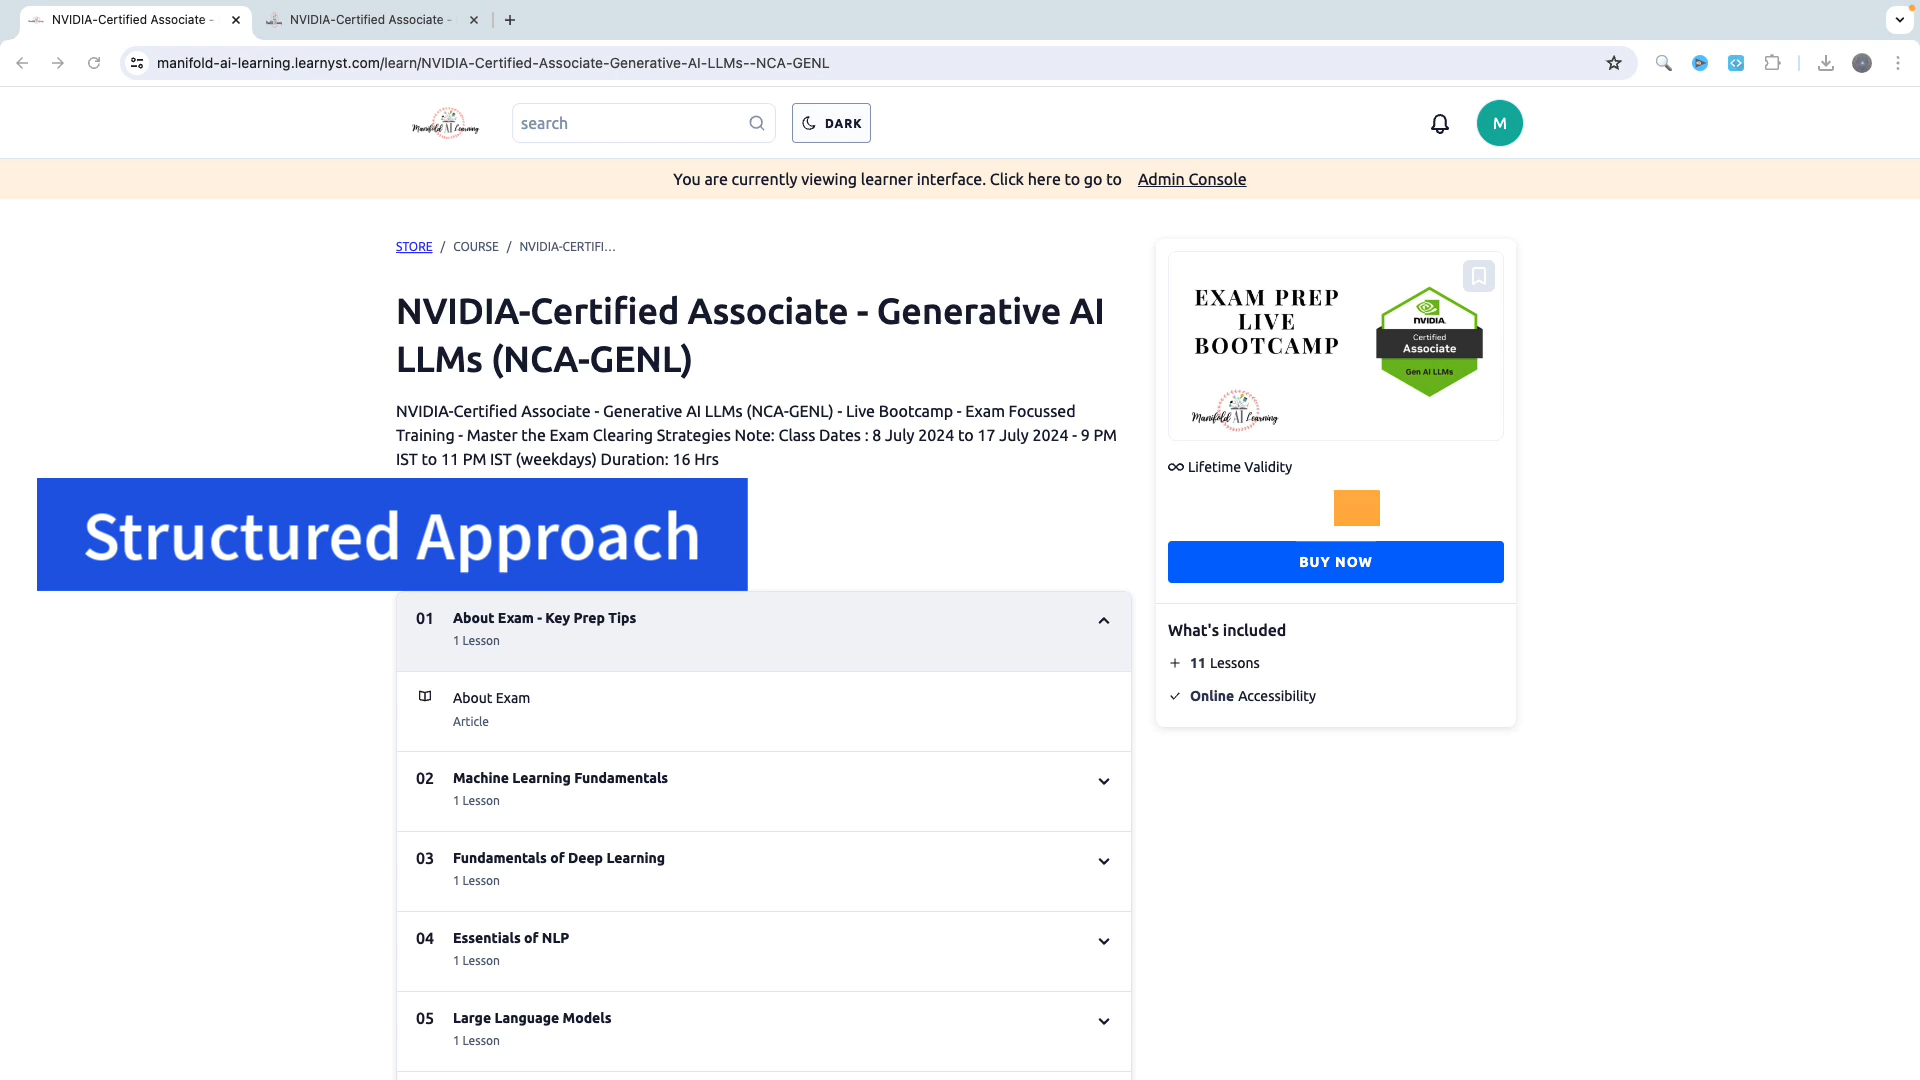 NVIDIA-Certified Associate -
NVIDIA-Certified Associate -
manifold-ai-learning.learnyst.com/learn/NVIDIA-Certified-Associate-Generative-AI-LLMs--NCA-GENL
Manifold AI Learning
search
DARK
M
You are currently viewing learner interface. Click here to go to Admin Console
STORE / COURSE / NVIDIA-CERTIFI...
NVIDIA-Certified Associate - Generative AI
LLMs (NCA-GENL)
NVIDIA-Certified Associate - Generative AI LLMs (NCA-GENL) - Live Bootcamp - Exam Focussed
Training - Master the Exam Clearing Strategies Note: Class Dates : 8 July 2024 to 17 July 2024 - 9 PM
IST to 11 PM IST (weekdays) Duration: 16 Hrs
Structured Approach
01 About Exam - Key Prep Tips
1 Lesson
About Exam
Article
02 Machine Learning Fundamentals
1 Lesson
03 Fundamentals of Deep Learning
1 Lesson
04 Essentials of NLP
1 Lesson
05 Large Language Models
1 Lesson
EXAM PREP
LIVE
BOOTCAMP
NVIDIA
Certified
Associate
Gen AI LLMs
Manifold AI Learning
Lifetime Validity
BUY NOW
What's included
11 Lessons
Online Accessibility